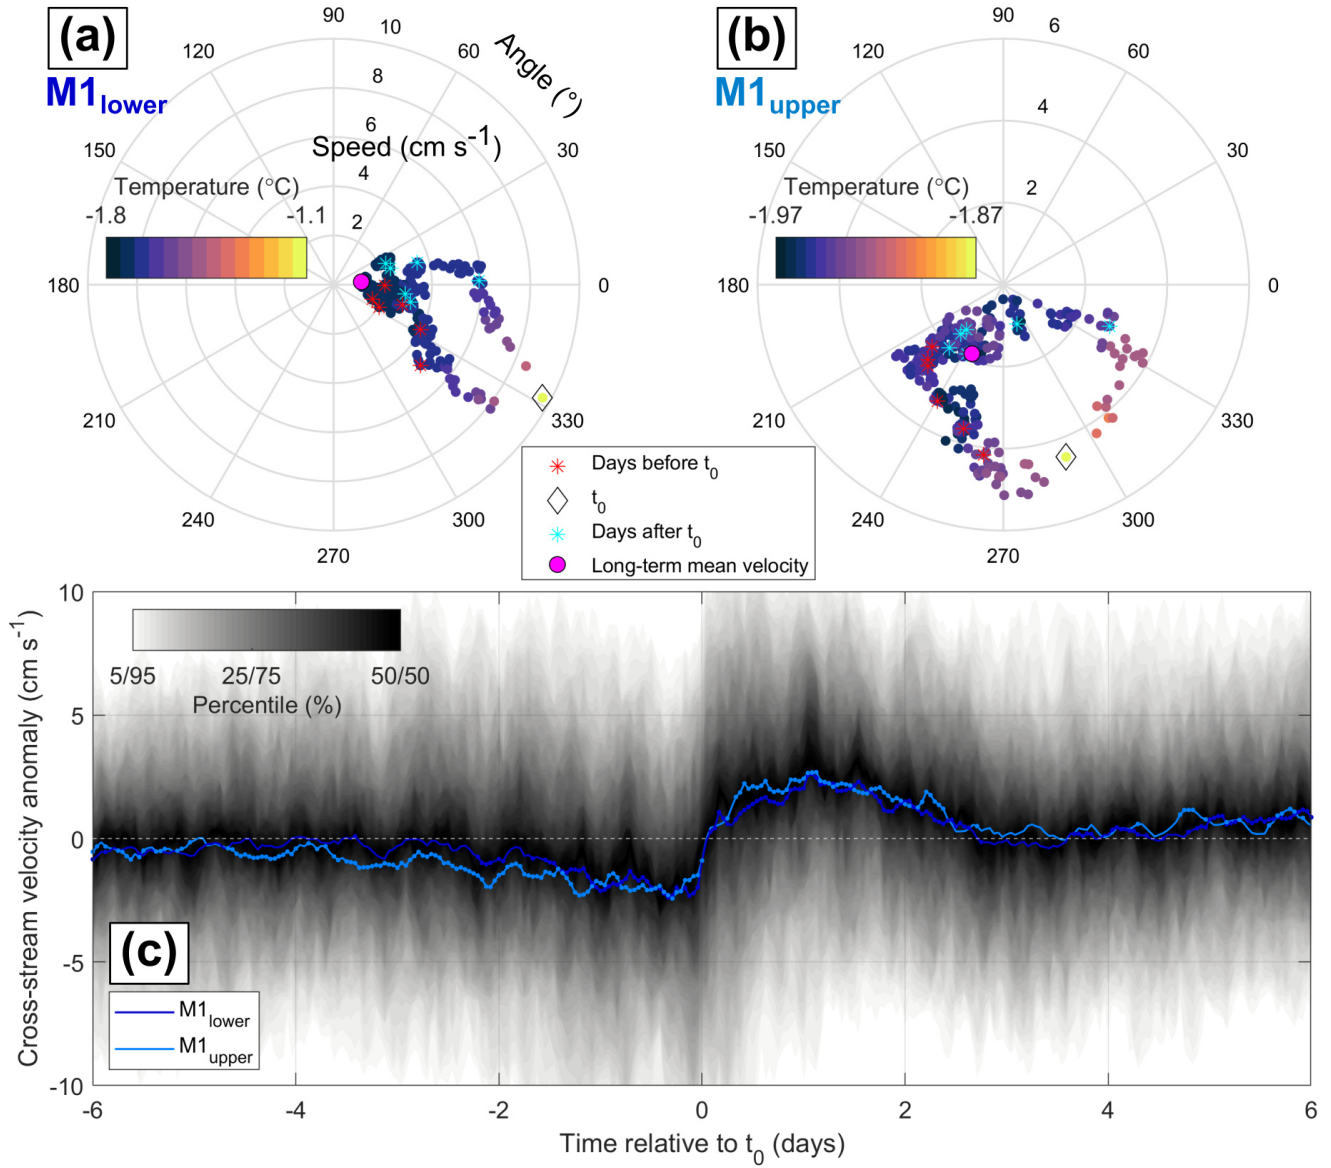 (a)
M1lower
90
10
120
60
Angle (°)
8
6
Speed (cm s-1)
150
30
4
Temperature (°C)
-1.8
-1.1
2
180
0
210
330
240
300
270
(b)
M1upper
90
6
120
60
4
150
30
Temperature (°C)
2
-1.97
-1.87
180
0
210
330
240
300
270
Days before t0
t0
Days after t0
Long-term mean velocity
10
5
0
-5
-10
Cross-stream velocity anomaly (cm s-1)
5/95
25/75
50/50
Percentile (%)
(c)
M1lower
M1upper
-6
-4
-2
0
2
4
6
Time relative to t0 (days)